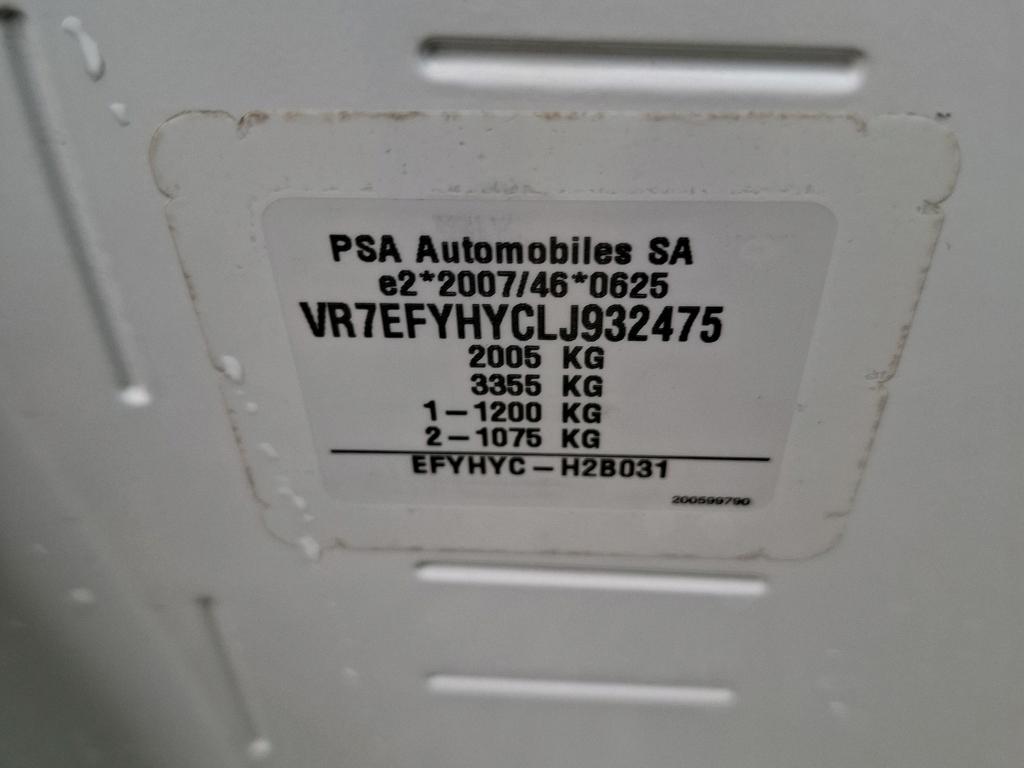 PSA Automobiles SA
e2*2007/46*0625
VR7EFYHYCLJ932475
2005 KG
3355 KG
1-1200 KG
2-1075 KG
EFYHYC-H2B031
200599790